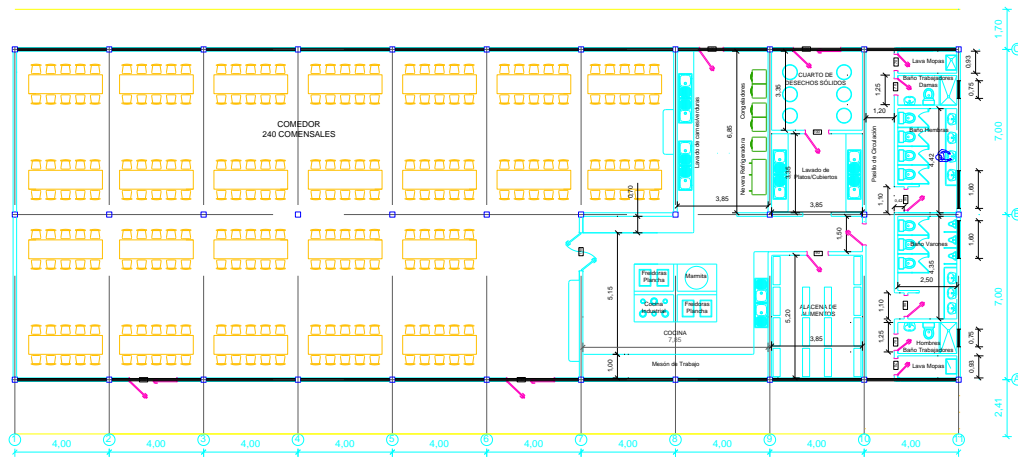 COMEDOR
240 COMENSALES
Lavado de carnes/verduras
6,85
Congeladores
Nevera Refrigeradora
3,85
CUARTO DE
DESECHOS SÓLIDOS
3,35
Lavado de
Platos/Cubiertos
3,35
3,85
Pasillo de Circulación
1,20
1,25
1,10
Lava Mopas
Baño Trabajadores
Damas
Baño Hembras
4,42
0,93
0,75
1,60
1,70
7,00
0,70
1,50
5,15
1,00
Freidoras
Plancha
Marmita
Cocina
Industrial
Freidoras
Plancha
COCINA
7,85
Mesón de Trabajo
5,20
ALACENA DE
ALIMENTOS
3,85
Baño Varones
4,35
2,50
1,10
1,25
Hombres
Baño Trabajadores
Lava Mopas
1,60
0,75
0,93
7,00
2,41
1 2 3 4 5 6 7 8 9 10 11
4,00 4,00 4,00 4,00 4,00 4,00 4,00 4,00 4,00 4,00